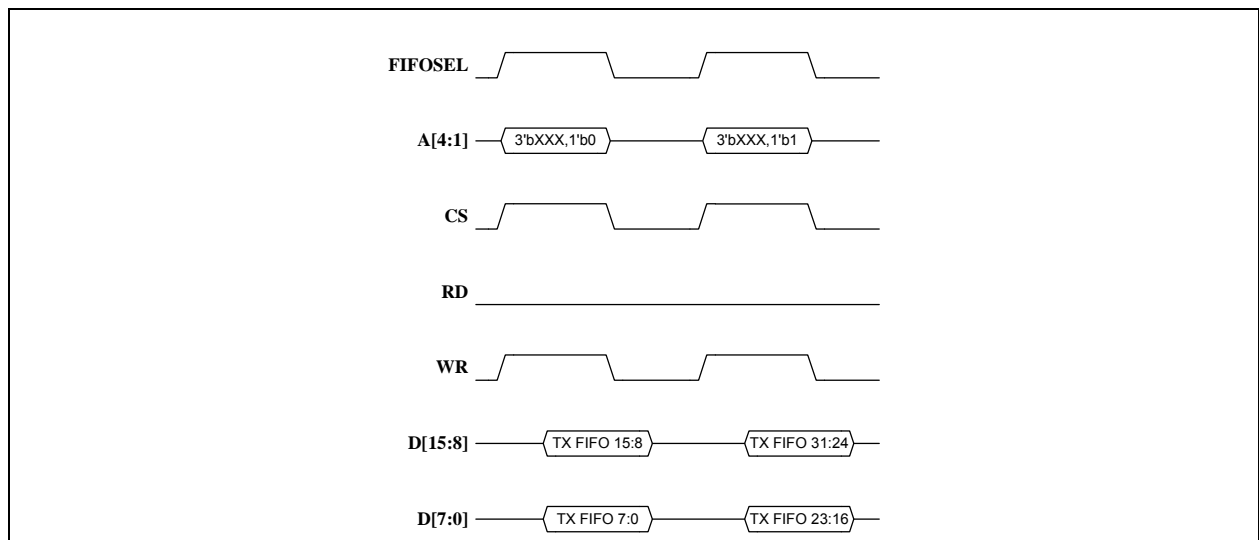 FIFOSEL
A[4:1] 3'bXXX,1'b0 3'bXXX,1'b1
CS
RD
WR
D[15:8] TX FIFO 15:8 TX FIFO 31:24
D[7:0] TX FIFO 7:0 TX FIFO 23:16